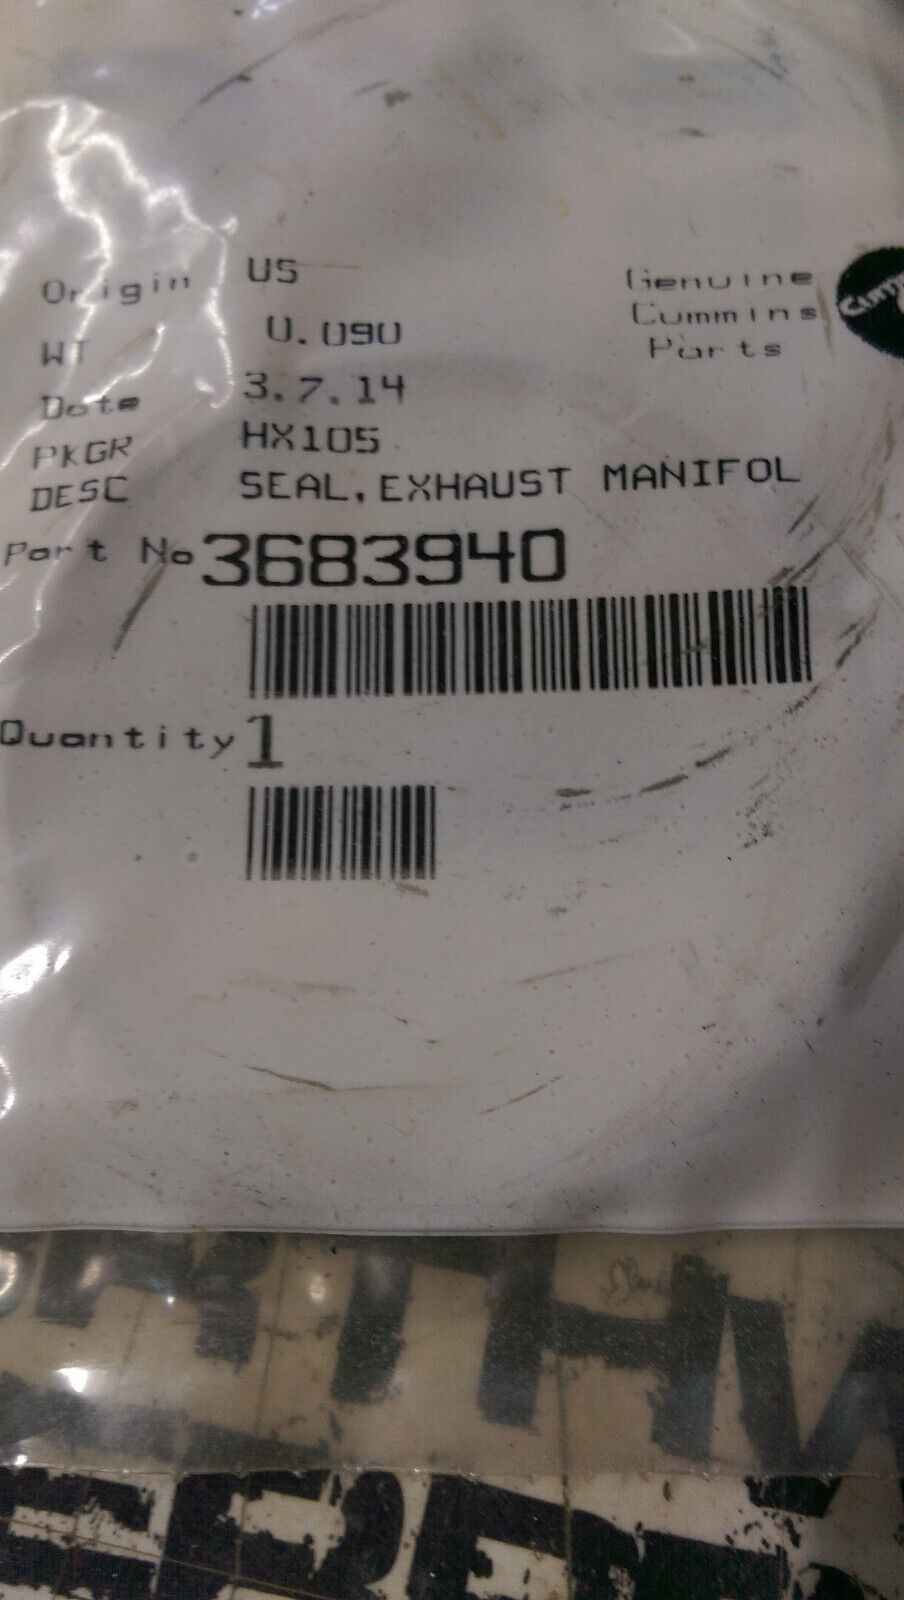 Origin US
WT 0.090
Date 3.7.14
PKGR HX105
DESC SEAL,EXHAUST MANIFOL
Part No 3683940
Quantity 1
Genuine
Cummins
Parts